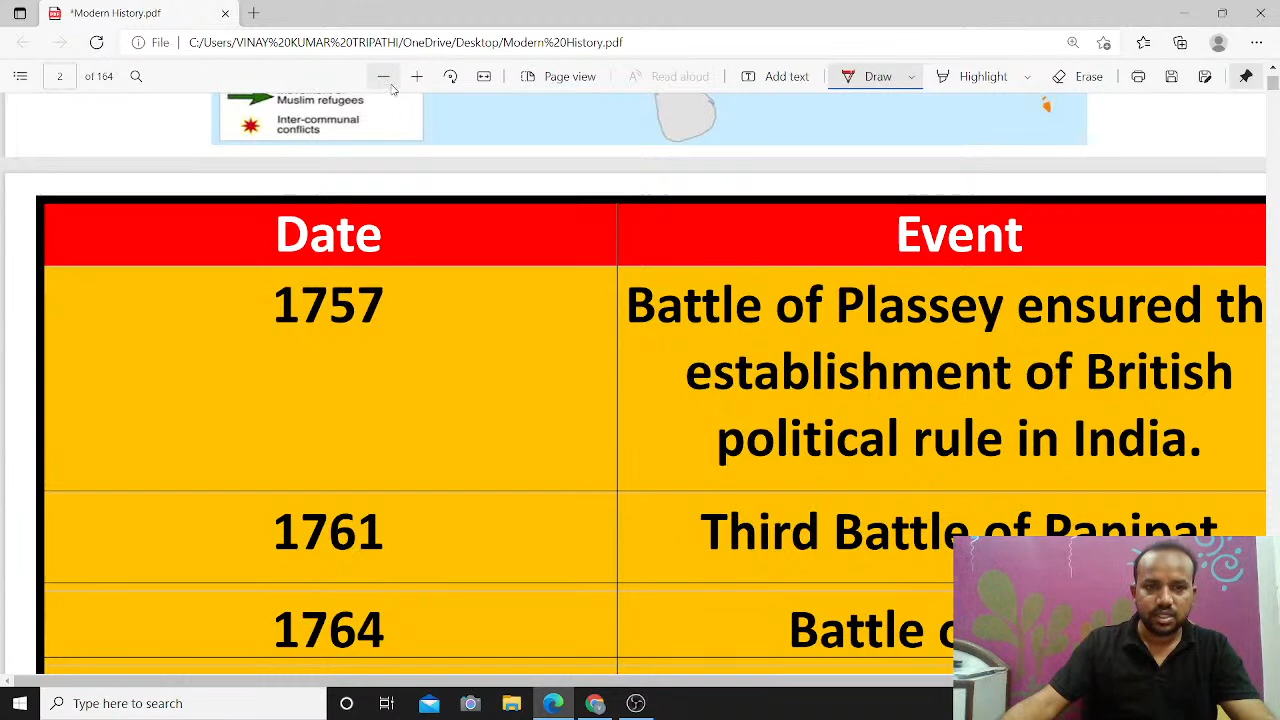 *Modern History.pdf
File
C:/Users/VINAY%20KUMAR%20TRIPATHI/OneDrive/Desktop/Modern%20History.pdf
2 of 164
Page view
Read aloud
Add text
Draw
Highlight
Erase
Muslim refugees
Inter-communal
conflicts
Date Event
1757 Battle of Plassey ensured th
establishment of British
political rule in India.
1761 Third Battle of Panipat
1764 Battle
Type here to search